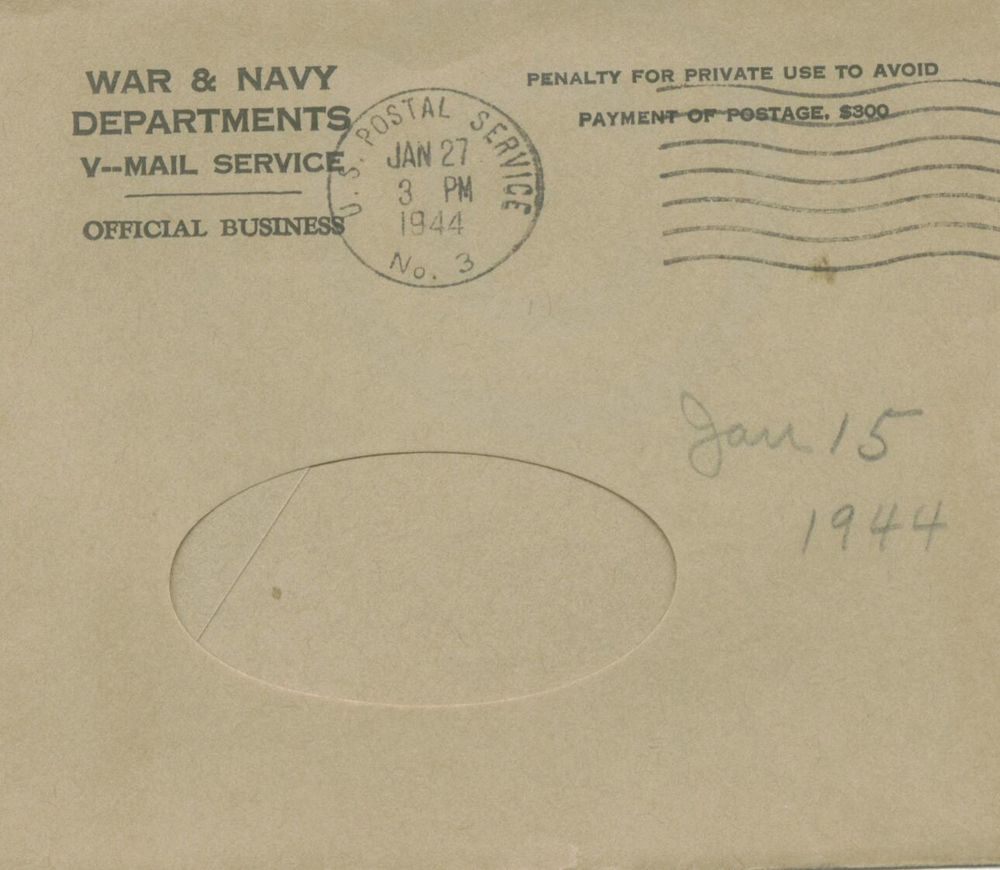 WAR & NAVY
DEPARTMENTS
V--MAIL SERVICE
OFFICIAL BUSINESS
U.S. POSTAL SERVICE
JAN 27
3 PM
1944
No. 3
PENALTY FOR PRIVATE USE TO AVOID
PAYMENT OF POSTAGE, $300
Jan 15
1944